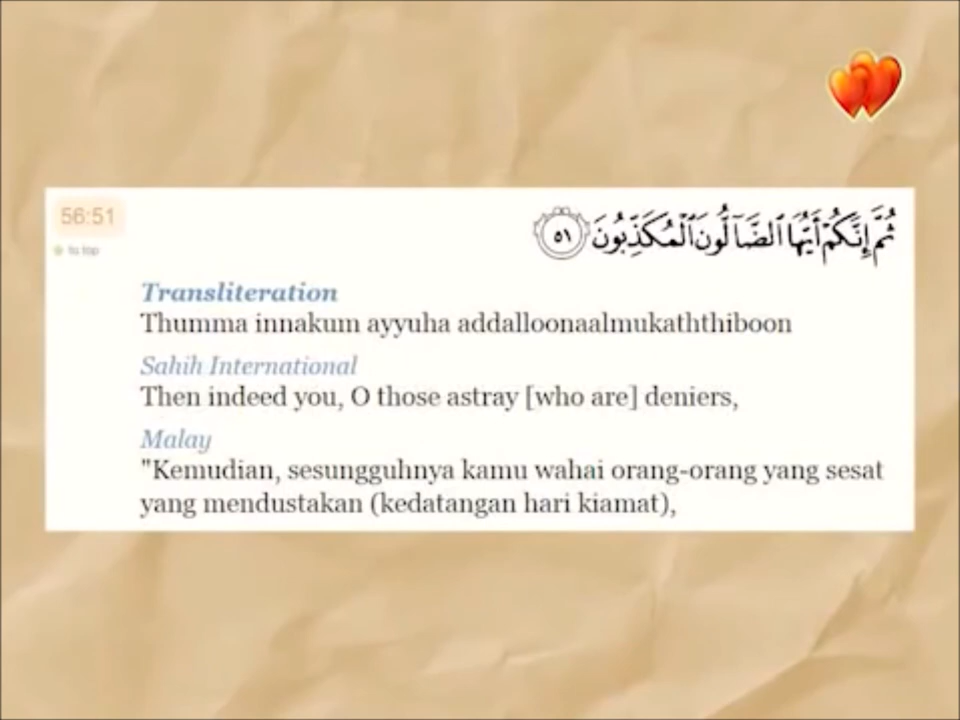 56:51
ثُمَّ إِنَّكُمْ أَيُّهَا ٱلضَّآلُّونَ ٱلْمُكَذِّبُونَ ٥١
to top
Transliteration
Thumma innakum ayyuha addalloonaalmukaththiboon
Sahih International
Then indeed you, O those astray [who are] deniers,
Malay
"Kemudian, sesungguhnya kamu wahai orang-orang yang sesat
yang mendustakan (kedatangan hari kiamat),